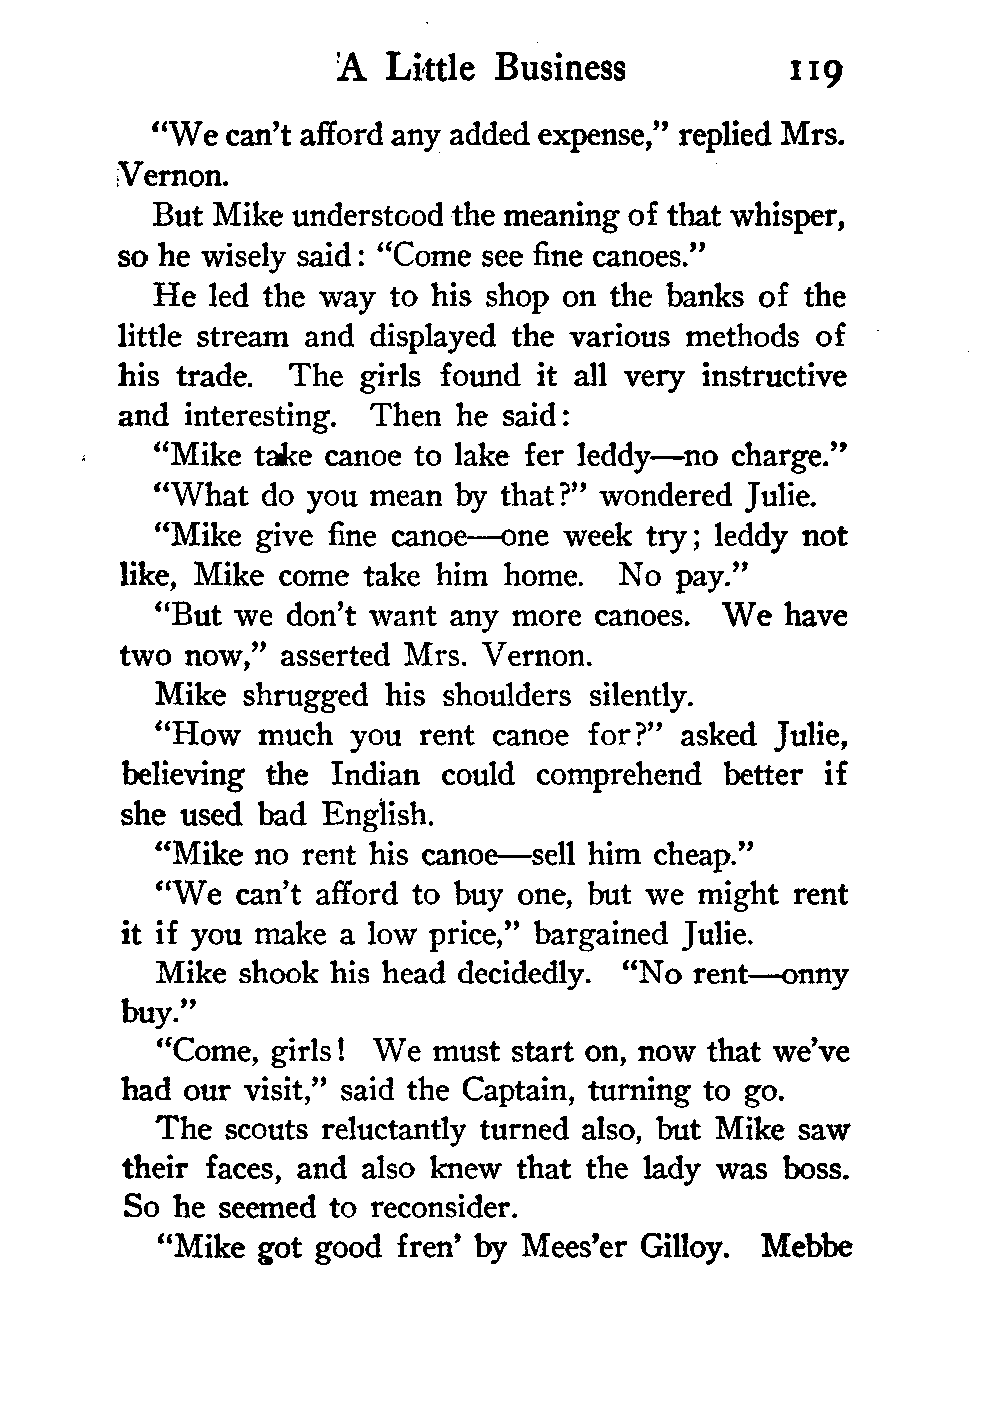 A Little Business 119
“We can’t afford any added expense,” replied Mrs.
Vernon.
But Mike understood the meaning of that whisper,
so he wisely said: “Come see fine canoes.”
He led the way to his shop on the banks of the
little stream and displayed the various methods of
his trade. The girls found it all very instructive
and interesting. Then he said:
“Mike take canoe to lake fer leddy—no charge.”
“What do you mean by that?” wondered Julie.
“Mike give fine canoe—one week try; leddy not
like, Mike come take him home. No pay.”
“But we don’t want any more canoes. We have
two now,” asserted Mrs. Vernon.
Mike shrugged his shoulders silently.
“How much you rent canoe for?” asked Julie,
believing the Indian could comprehend better if
she used bad English.
“Mike no rent his canoe—sell him cheap.”
“We can’t afford to buy one, but we might rent
it if you make a low price,” bargained Julie.
Mike shook his head decidedly. “No rent—onny
buy.”
“Come, girls! We must start on, now that we’ve
had our visit,” said the Captain, turning to go.
The scouts reluctantly turned also, but Mike saw
their faces, and also knew that the lady was boss.
So he seemed to reconsider.
“Mike got good fren’ by Mees’er Gilloy. Mebbe